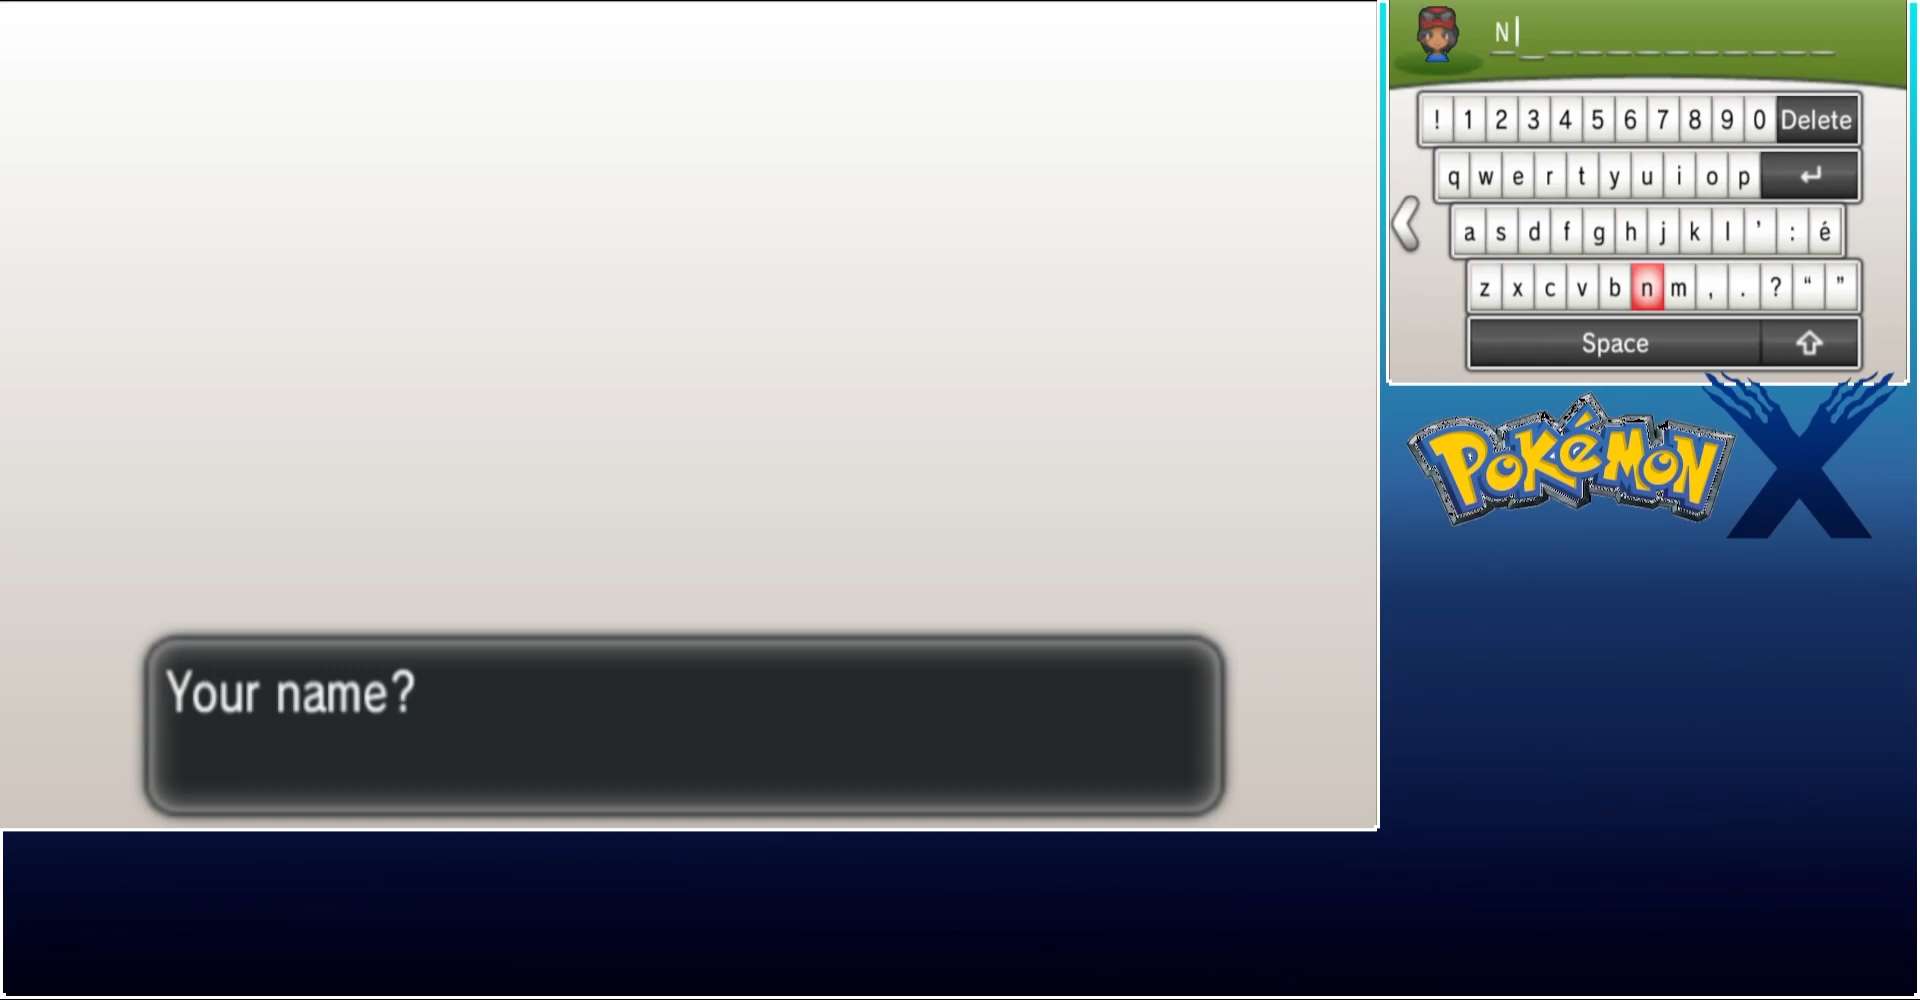 N
! 1 2 3 4 5 6 7 8 9 0 Delete
q w e r t y u i o p ↵
a s d f g h j k l ’ : é
z x c v b n m , . ? “ ”
Space
POKéMON X
Your name?